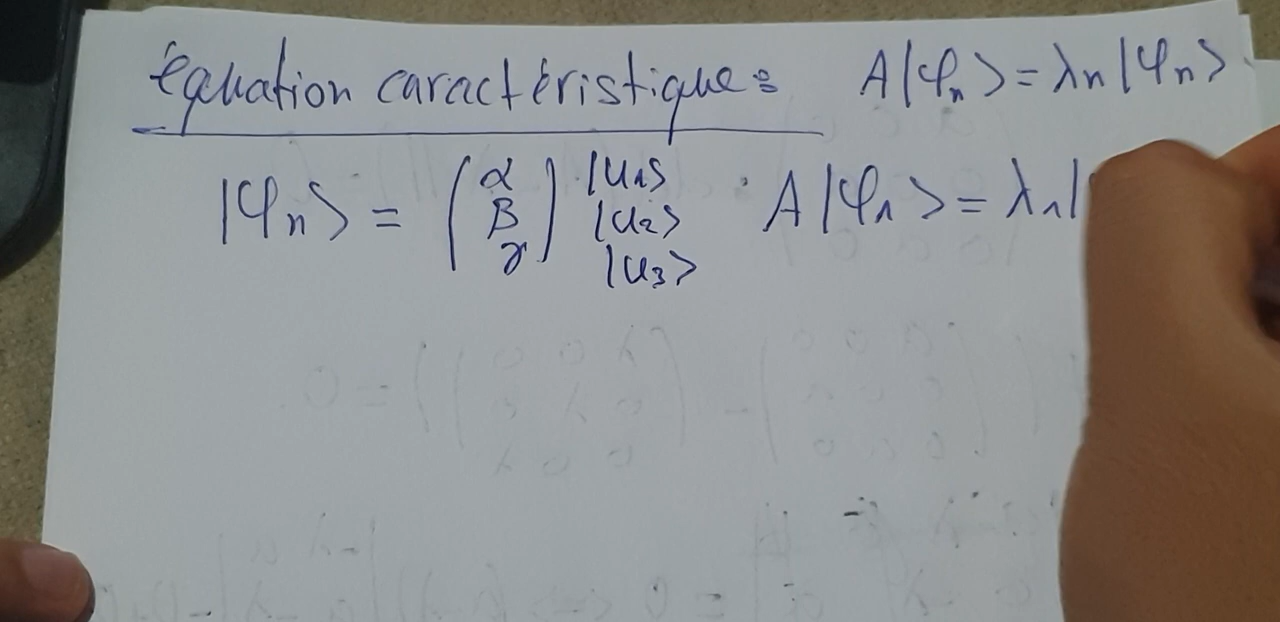 équation caractéristique: A|φn> = λn|φn>
|φn> = (α β γ) |u1> |u2> |u3> A|φ1> = λ1|